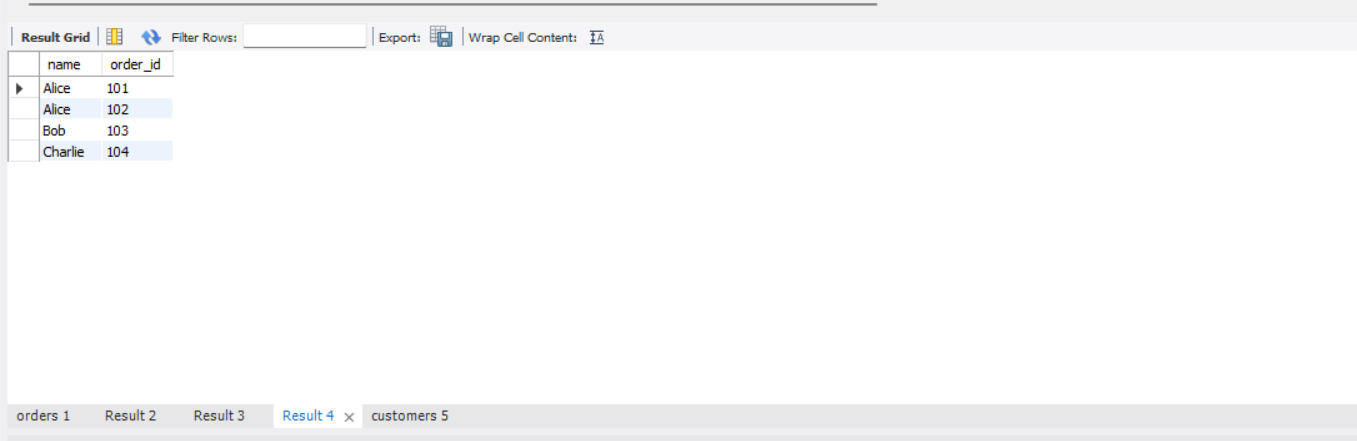 Result Grid Filter Rows: Export: Wrap Cell Content: IA
name order_id
Alice 101
Alice 102
Bob 103
Charlie 104
orders 1 Result 2 Result 3 Result 4 × customers 5